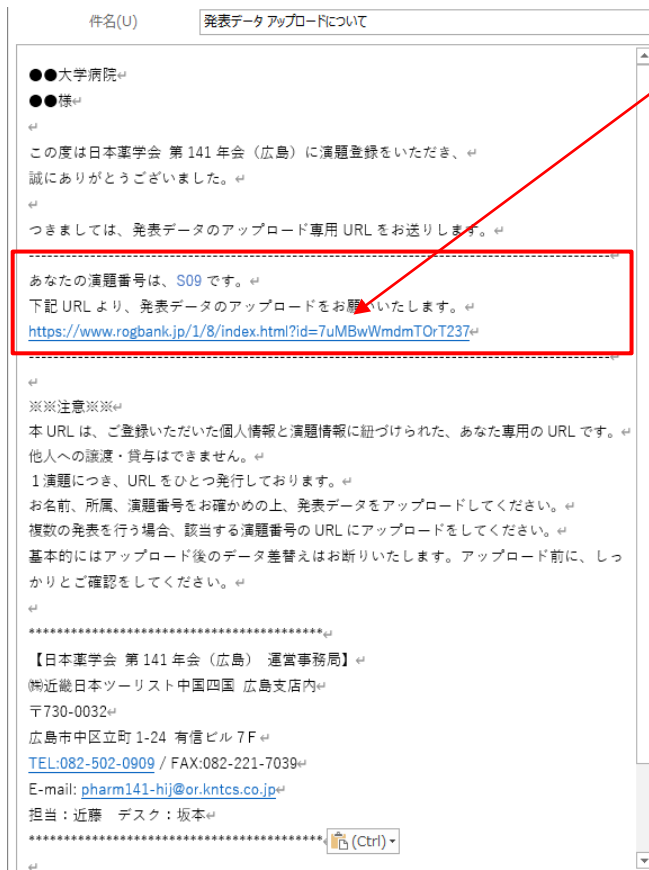 件名(U) 発表データ アップロードについて
●●大学病院↵
●●様↵
↵
この度は日本薬学会 第 141 年会（広島）に演題登録をいただき、↵
誠にありがとうございました。↵
↵
つきましては、発表データのアップロード専用 URL をお送りします。↵
--------------------------------------------------------------------------------↵
あなたの演題番号は、S09 です。↵
下記 URL より、発表データのアップロードをお願いいたします。↵
https://www.rogbank.jp/1/8/index.html?id=7uMBwWmdmTOrT237↵
--------------------------------------------------------------------------------↵
↵
※※注意※※↵
本 URL は、ご登録いただいた個人情報と演題情報に紐づけられた、あなた専用の URL です。↵
他人への譲渡・貸与はできません。↵
１演題につき、URL をひとつ発行しております。↵
お名前、所属、演題番号をお確かめの上、発表データをアップロードしてください。↵
複数の発表を行う場合、該当する演題番号の URL にアップロードをしてください。↵
基本的にはアップロード後のデータ差替えはお断りいたします。アップロード前に、しっ
かりとご確認をしてください。↵
↵
******************************************↵
【日本薬学会 第 141 年会（広島） 運営事務局】↵
㈱近畿日本ツーリスト中国四国 広島支店内↵
〒730-0032↵
広島市中区立町 1-24 有信ビル 7Ｆ↵
TEL:082-502-0909 / FAX:082-221-7039↵
E-mail: pharm141-hij@or.kntcs.co.jp↵
担当：近藤　デスク：坂本↵
******************************************↵ (Ctrl)
↵